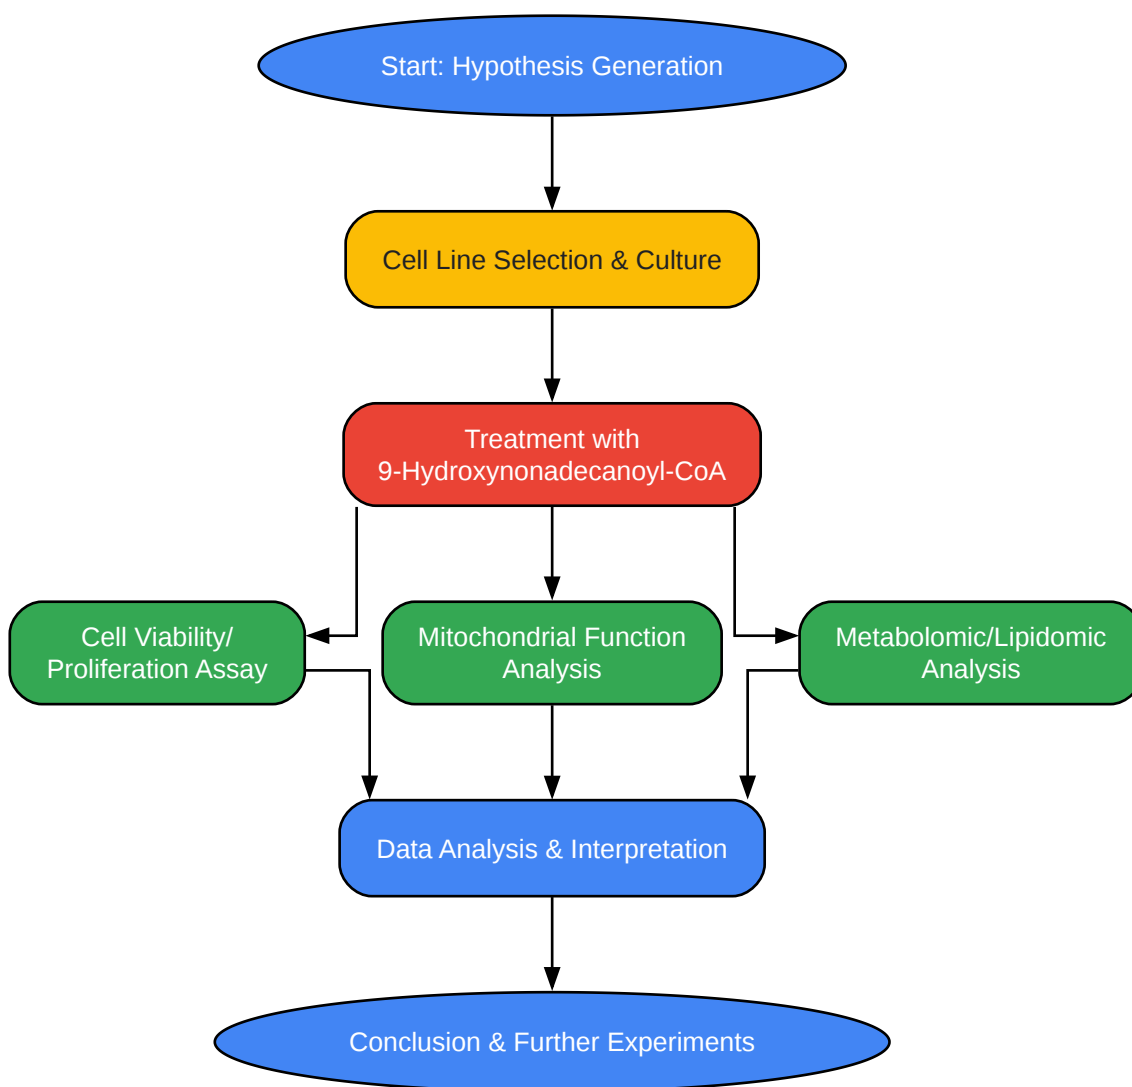 Start: Hypothesis Generation
Cell Line Selection & Culture
Treatment with
9-Hydroxynonadecanoyl-CoA
Cell Viability/
Proliferation Assay
Mitochondrial Function
Analysis
Metabolomic/Lipidomic
Analysis
Data Analysis & Interpretation
Conclusion & Further Experiments